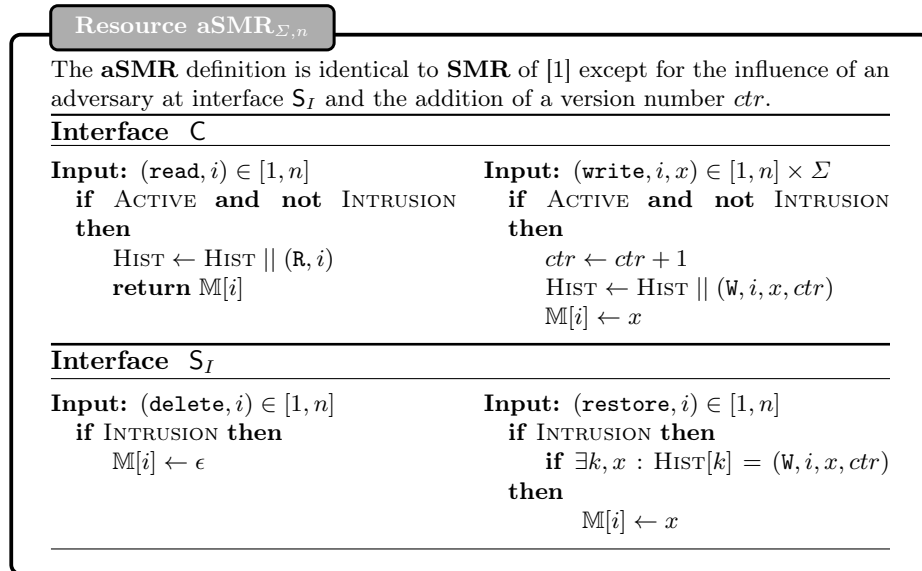 Resource aSMR_{Σ,n}
The aSMR definition is identical to SMR of [1] except for the influence of an
adversary at interface S_I and the addition of a version number ctr.
Interface C
Input: (read, i) ∈ [1, n]
if ACTIVE and not INTRUSION
then
HIST ← HIST || (R, i)
return 𝕄[i]
Input: (write, i, x) ∈ [1, n] × Σ
if ACTIVE and not INTRUSION
then
ctr ← ctr + 1
HIST ← HIST || (W, i, x, ctr)
𝕄[i] ← x
Interface S_I
Input: (delete, i) ∈ [1, n]
if INTRUSION then
𝕄[i] ← ϵ
Input: (restore, i) ∈ [1, n]
if INTRUSION then
if ∃k, x : HIST[k] = (W, i, x, ctr)
then
𝕄[i] ← x